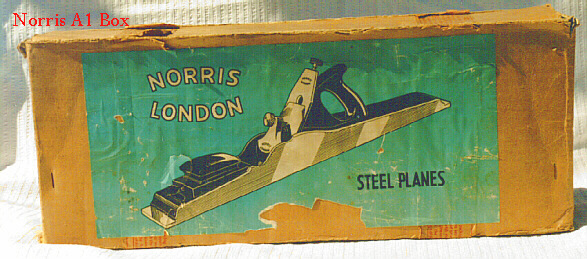 Norris A1 Box
NORRIS
LONDON
STEEL PLANES